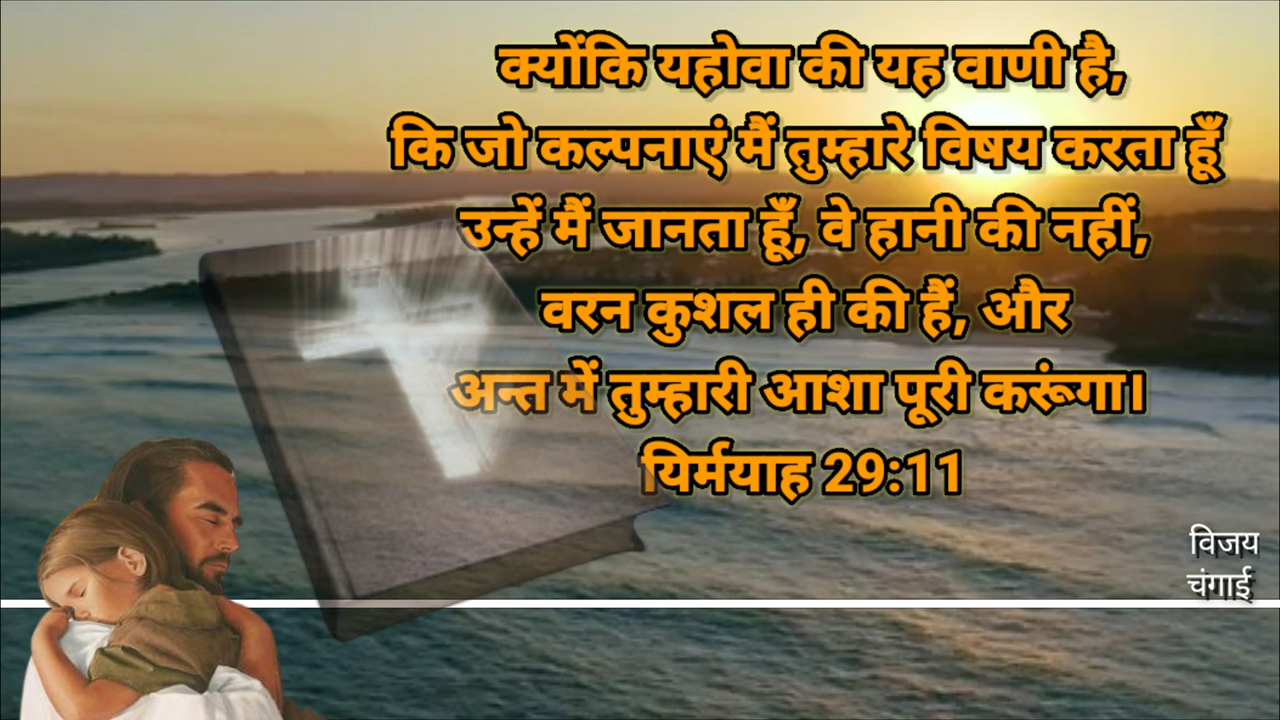 क्योंकि यहोवा की यह वाणी है,
कि जो कल्पनाएं मैं तुम्हारे विषय करता हूँ
उन्हें मैं जानता हूँ, वे हानी की नहीं,
वरन कुशल ही की हैं, और
अन्त में तुम्हारी आशा पूरी करूंगा।
यिर्मयाह 29:11
विजय
चंगाई